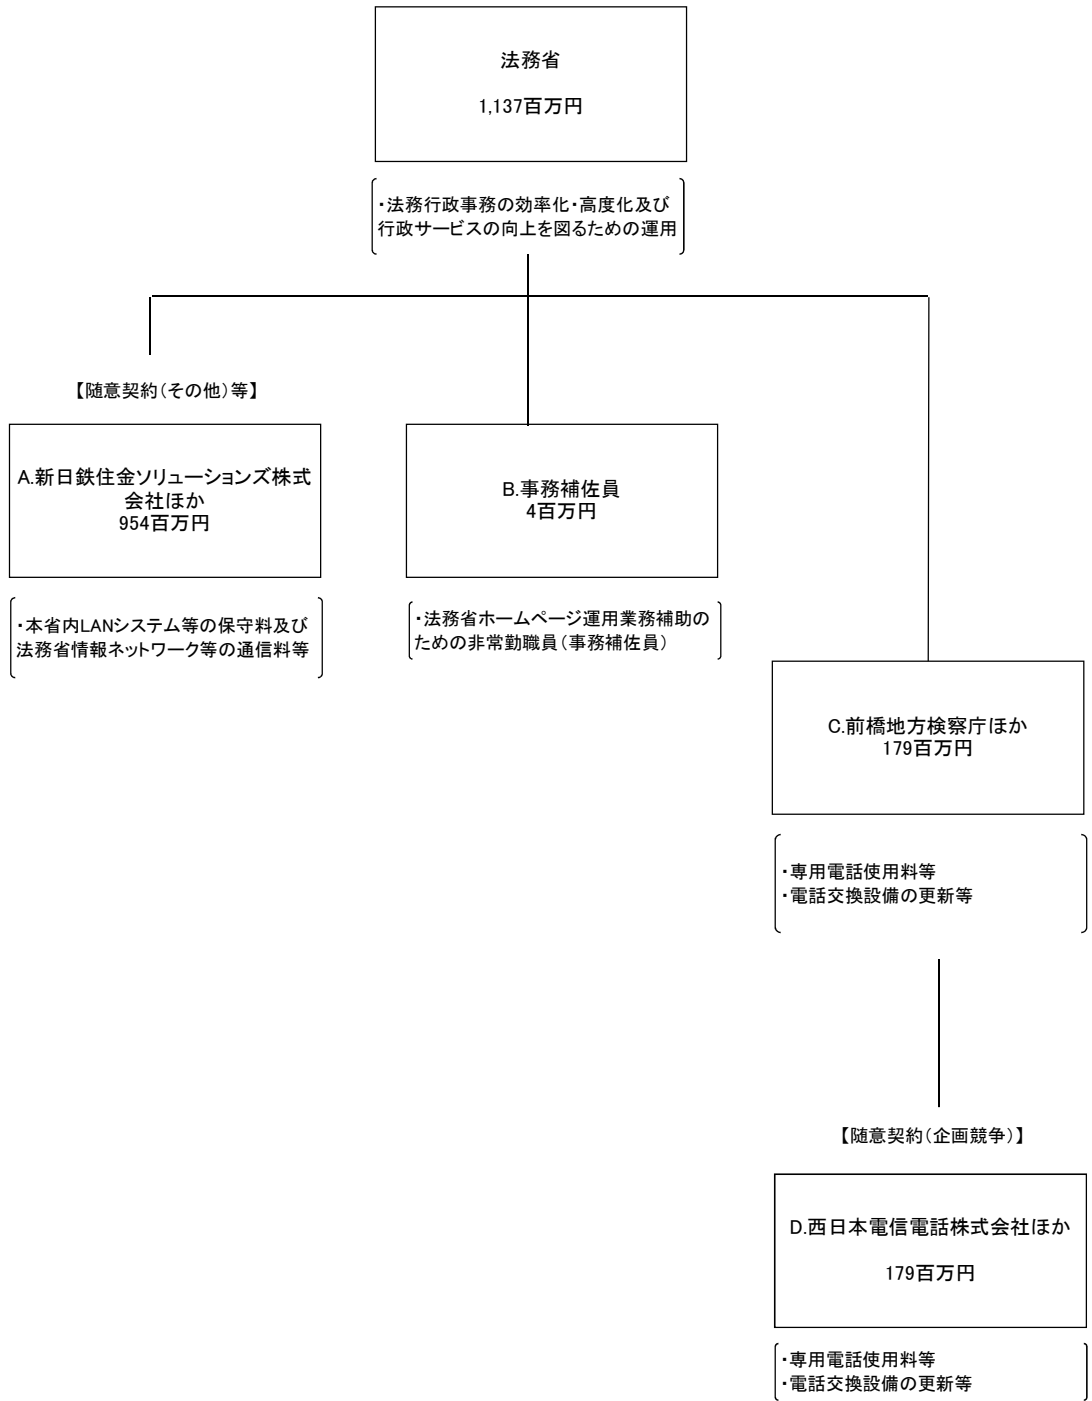 法務省
1,137百万円
・法務行政事務の効率化・高度化及び
行政サービスの向上を図るための運用
【随意契約(その他)等】
A.新日鉄住金ソリューションズ株式
会社ほか
954百万円
・本省内LANシステム等の保守料及び
法務省情報ネットワーク等の通信料等
B.事務補佐員
4百万円
・法務省ホームページ運用業務補助の
ための非常勤職員(事務補佐員)
C.前橋地方検察庁ほか
179百万円
・専用電話使用料等
・電話交換設備の更新等
【随意契約(企画競争)】
D.西日本電信電話株式会社ほか
179百万円
・専用電話使用料等
・電話交換設備の更新等